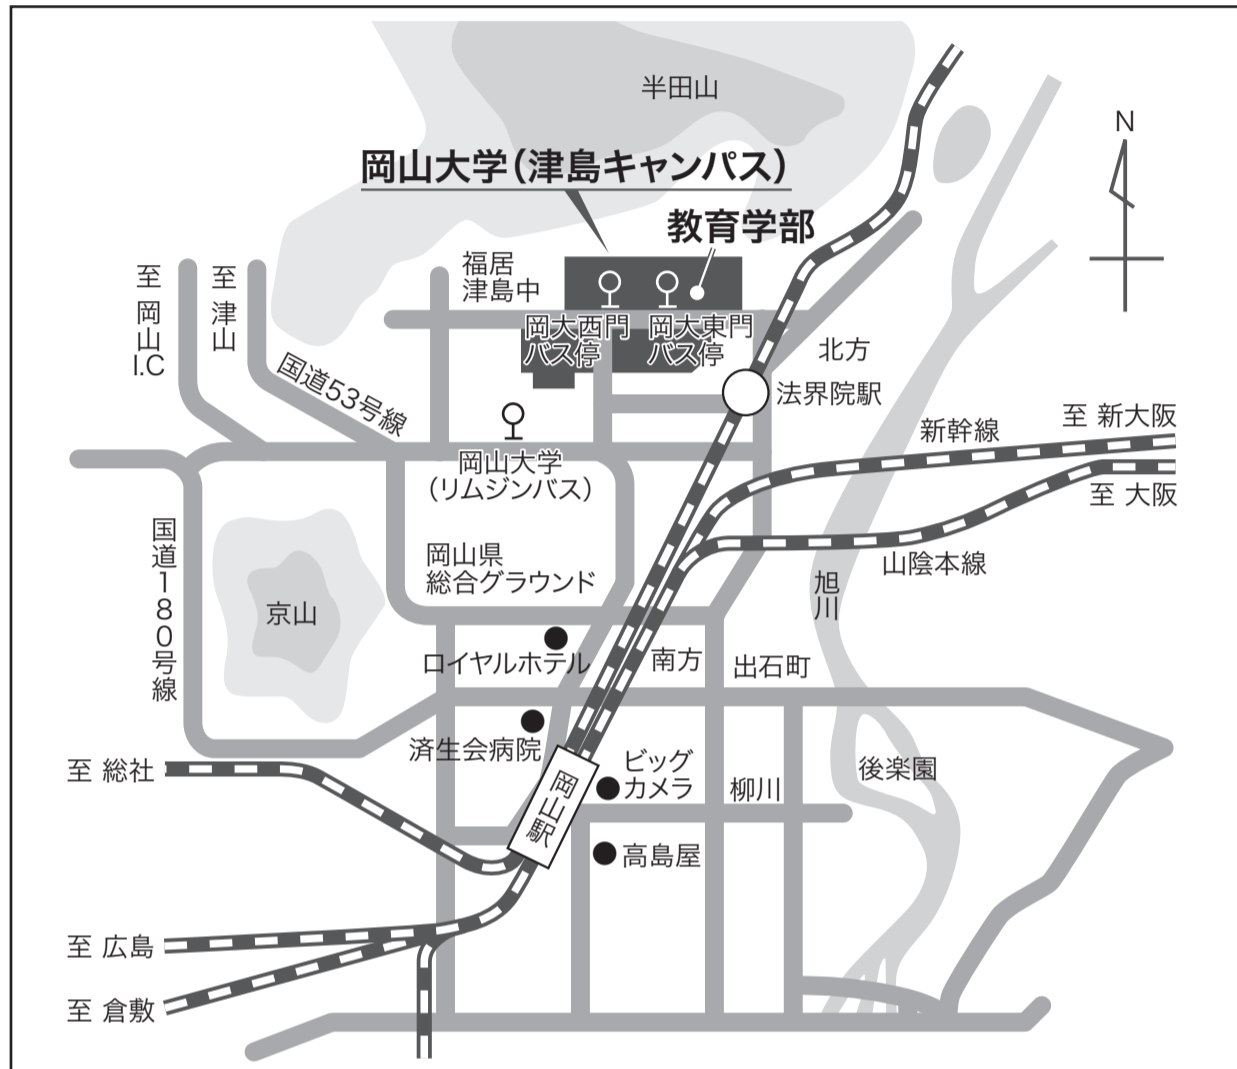 半田山
N
岡山大学(津島キャンパス)
教育学部
至 岡山I.C
至 津山
福居
津島中
岡大西門
バス停
岡大東門
バス停
国道53号線
北方
法界院駅
新幹線
至 新大阪
至 大阪
岡山大学
(リムジンバス)
国道180号線
岡山県
総合グラウンド
山陰本線
旭川
京山
ロイヤルホテル
南方
出石町
済生会病院
至 総社
岡山駅
ビッグ
カメラ
柳川
後楽園
高島屋
至 広島
至 倉敷